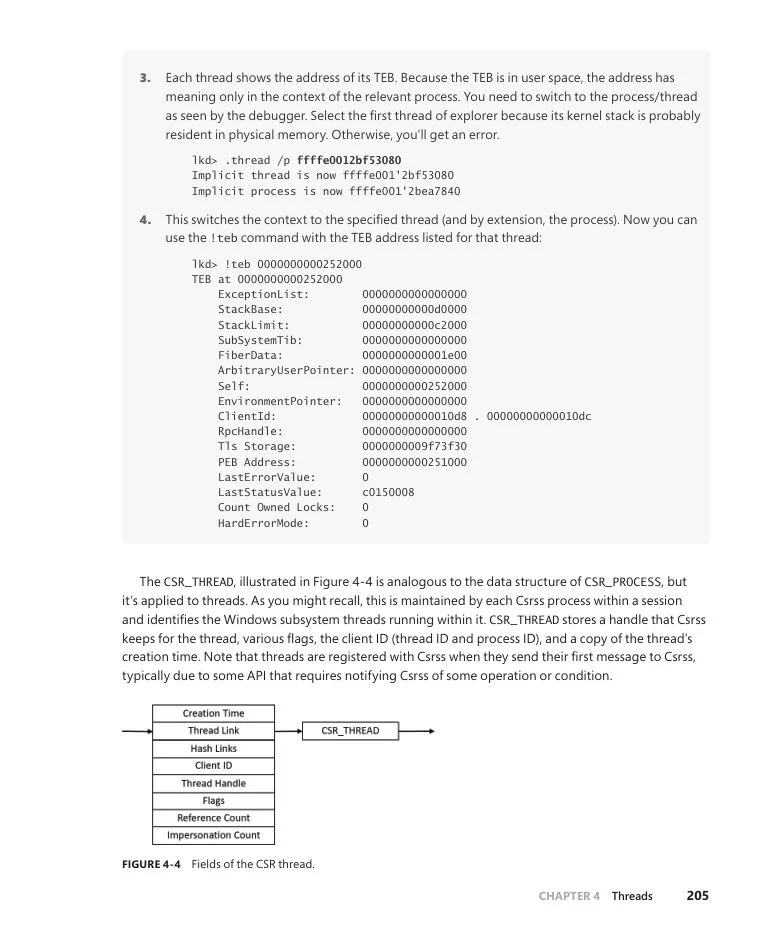 3. Each thread shows the address of its TEB. Because the TEB is in user space, the address has
meaning only in the context of the relevant process. You need to switch to the process/thread
as seen by the debugger. Select the first thread of explorer because its kernel stack is probably
resident in physical memory. Otherwise, you’ll get an error.
lkd> .thread /p ffffe0012bf53080
Implicit thread is now ffffe001'2bf53080
Implicit process is now ffffe001'2bea7840
4. This switches the context to the specified thread (and by extension, the process). Now you can
use the !teb command with the TEB address listed for that thread:
lkd> !teb 0000000000252000
TEB at 0000000000252000
ExceptionList: 0000000000000000
StackBase: 00000000000d0000
StackLimit: 00000000000c2000
SubSystemTib: 0000000000000000
FiberData: 0000000000001e00
ArbitraryUserPointer: 0000000000000000
Self: 0000000000252000
EnvironmentPointer: 0000000000000000
ClientId: 00000000000010d8 . 00000000000010dc
RpcHandle: 0000000000000000
Tls Storage: 0000000009f73f30
PEB Address: 0000000000251000
LastErrorValue: 0
LastStatusValue: c0150008
Count Owned Locks: 0
HardErrorMode: 0
The CSR_THREAD, illustrated in Figure 4-4 is analogous to the data structure of CSR_PROCESS, but
it’s applied to threads. As you might recall, this is maintained by each Csrss process within a session
and identifies the Windows subsystem threads running within it. CSR_THREAD stores a handle that Csrss
keeps for the thread, various flags, the client ID (thread ID and process ID), and a copy of the thread’s
creation time. Note that threads are registered with Csrss when they send their first message to Csrss,
typically due to some API that requires notifying Csrss of some operation or condition.
Creation Time
Thread Link
CSR_THREAD
Hash Links
Client ID
Thread Handle
Flags
Reference Count
Impersonation Count
FIGURE 4-4 Fields of the CSR thread.
CHAPTER 4 Threads 205